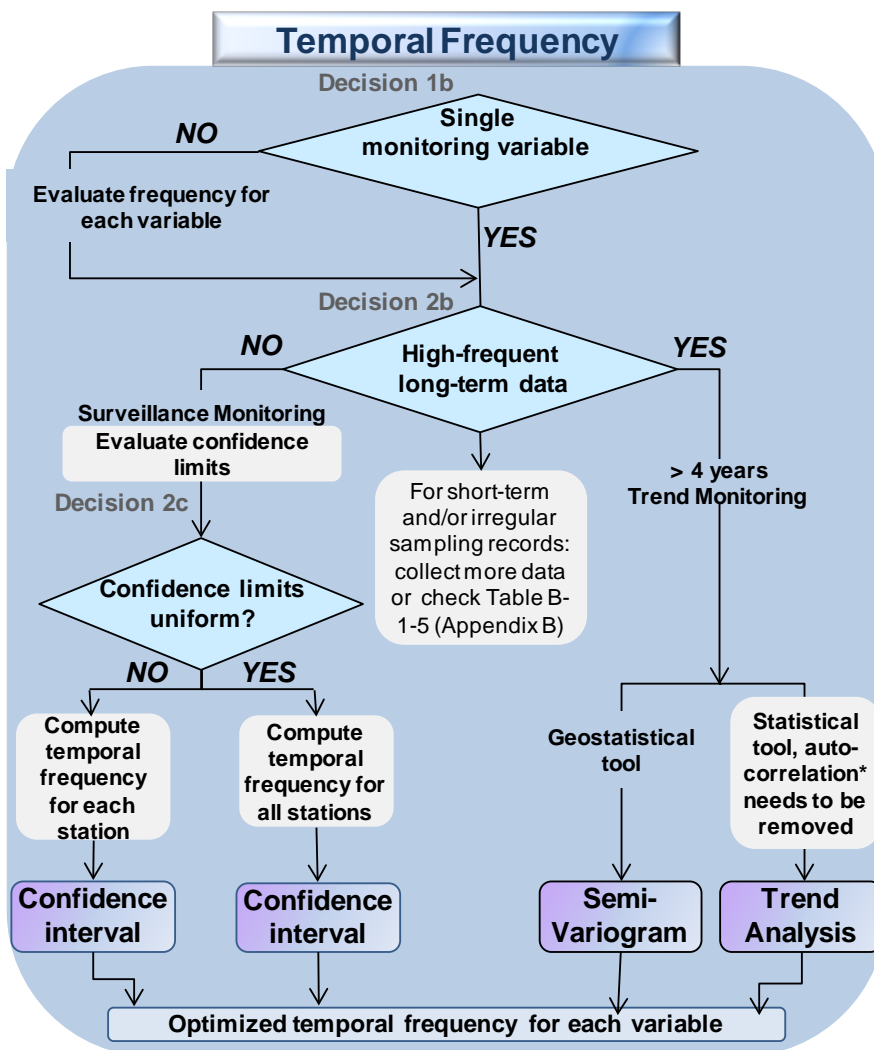 Temporal Frequency
Decision 1b
Single
monitoring variable
NO
Evaluate frequency for
each variable
YES
Decision 2b
NO
YES
High-frequent
long-term data
Surveillance Monitoring
Evaluate confidence
limits
> 4 years
Trend Monitoring
For short-term
and/or irregular
sampling records:
collect more data
or check Table B-
1-5 (Appendix B)
Decision 2c
Confidence limits
uniform?
NO
YES
Compute
temporal
frequency
for each
station
Compute
temporal
frequency for
all stations
Geostatistical
tool
Statistical
tool, auto-
correlation*
needs to be
removed
Confidence
interval
Confidence
interval
Semi-
Variogram
Trend
Analysis
Optimized temporal frequency for each variable